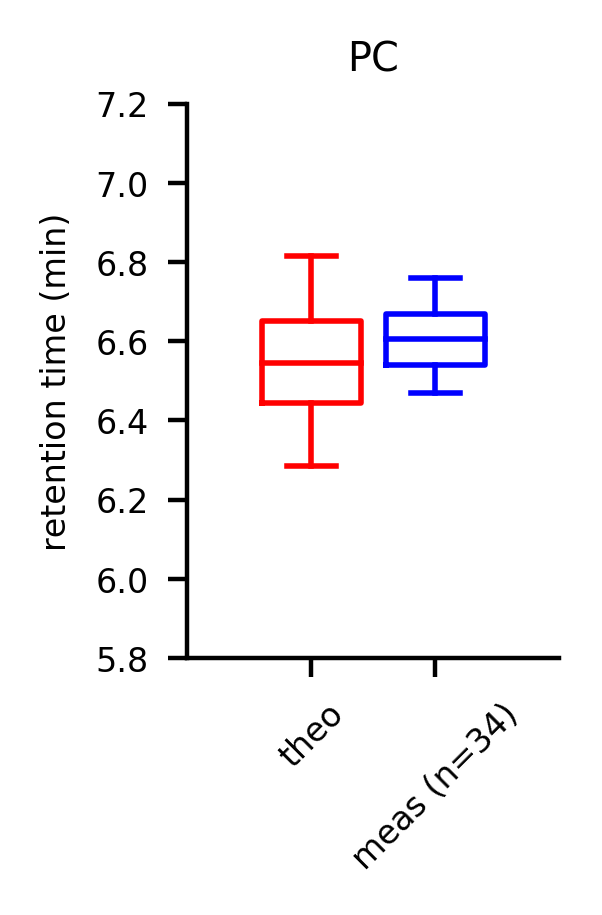 PC
retention time (min)
7.2
7.0
6.8
6.6
6.4
6.2
6.0
5.8
theo
meas (n=34)